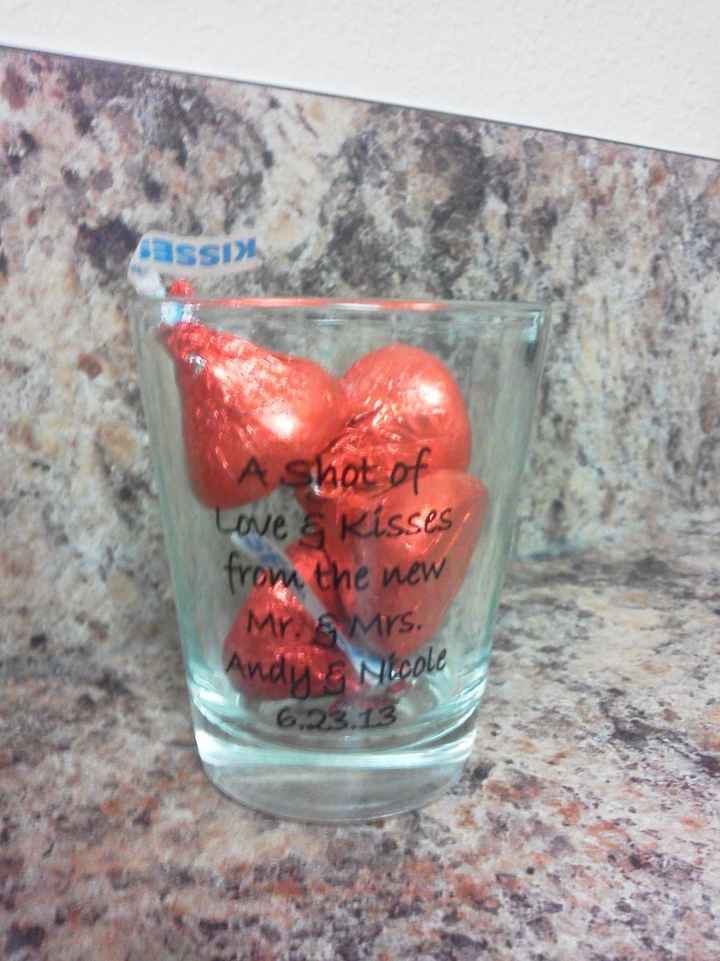 KISSES
A Shot of
Love & Kisses
from the new
Mr. & Mrs.
Andy & Nicole
6.23.13